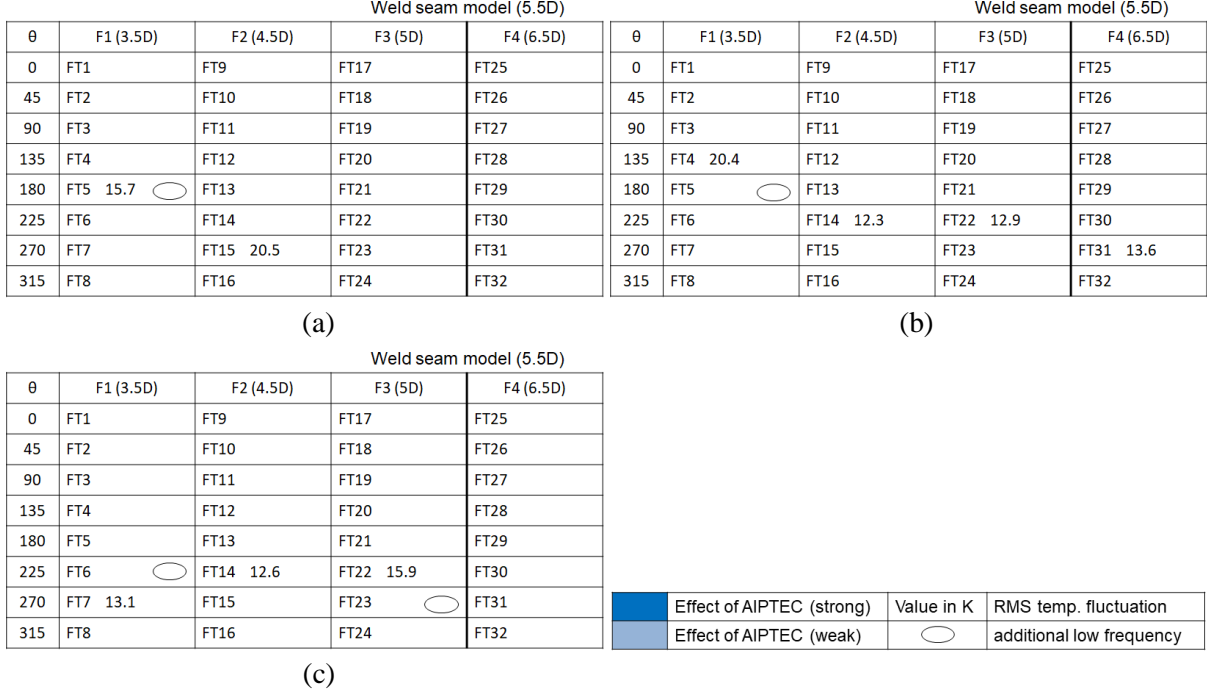 Weld seam model (5.5D)
θ F1 (3.5D) F2 (4.5D) F3 (5D) F4 (6.5D)
0 FT1 FT9 FT17 FT25
45 FT2 FT10 FT18 FT26
90 FT3 FT11 FT19 FT27
135 FT4 FT12 FT20 FT28
180 FT5 15.7 FT13 FT21 FT29
225 FT6 FT14 FT22 FT30
270 FT7 FT15 20.5 FT23 FT31
315 FT8 FT16 FT24 FT32
(a)
Weld seam model (5.5D)
θ F1 (3.5D) F2 (4.5D) F3 (5D) F4 (6.5D)
0 FT1 FT9 FT17 FT25
45 FT2 FT10 FT18 FT26
90 FT3 FT11 FT19 FT27
135 FT4 20.4 FT12 FT20 FT28
180 FT5 FT13 FT21 FT29
225 FT6 FT14 12.3 FT22 12.9 FT30
270 FT7 FT15 FT23 FT31 13.6
315 FT8 FT16 FT24 FT32
(b)
Weld seam model (5.5D)
θ F1 (3.5D) F2 (4.5D) F3 (5D) F4 (6.5D)
0 FT1 FT9 FT17 FT25
45 FT2 FT10 FT18 FT26
90 FT3 FT11 FT19 FT27
135 FT4 FT12 FT20 FT28
180 FT5 FT13 FT21 FT29
225 FT6 FT14 12.6 FT22 15.9 FT30
270 FT7 13.1 FT15 FT23 FT31
315 FT8 FT16 FT24 FT32
(c)
Effect of AIPTEC (strong) Value in K RMS temp. fluctuation
Effect of AIPTEC (weak) additional low frequency